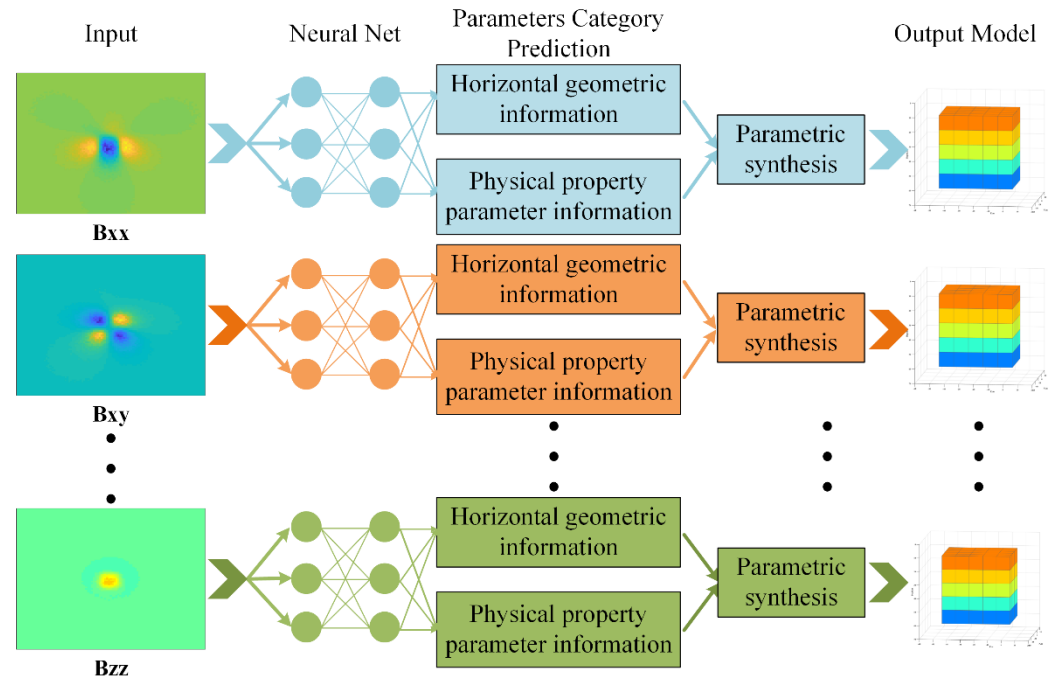 Input
Neural Net
Parameters Category
Prediction
Output Model
Horizontal geometric
information
Physical property
parameter information
Parametric
synthesis
Bxx
Horizontal geometric
information
Physical property
parameter information
Parametric
synthesis
Bxy
Horizontal geometric
information
Physical property
parameter information
Parametric
synthesis
Bzz